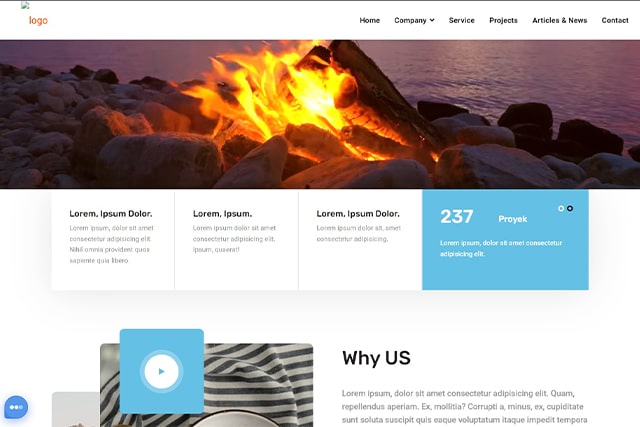 logo
Home Company Service Projects Articles & News Contact
Lorem, Ipsum Dolor.
Lorem ipsum, dolor sit amet
consectetur adipisicing elit.
Nihil omnis provident quos
sapiente quia libero.
Lorem, Ipsum.
Lorem ipsum dolor sit amet
consectetur adipisicing elit.
Ipsum, quaerat!
Lorem, Ipsum Dolor.
Lorem ipsum dolor sit amet
consectetur adipisicing.
237 Proyek
Lorem ipsum, dolor sit amet consectetur
adipisicing elit.
Why US
Lorem ipsum, dolor sit amet consectetur adipisicing elit. Quam,
repellendus aperiam. Ex, mollitia? Corrupti a, minus, ex, cupiditate
sunt soluta suscipit quis eaque voluptatum itaque impedit tempora